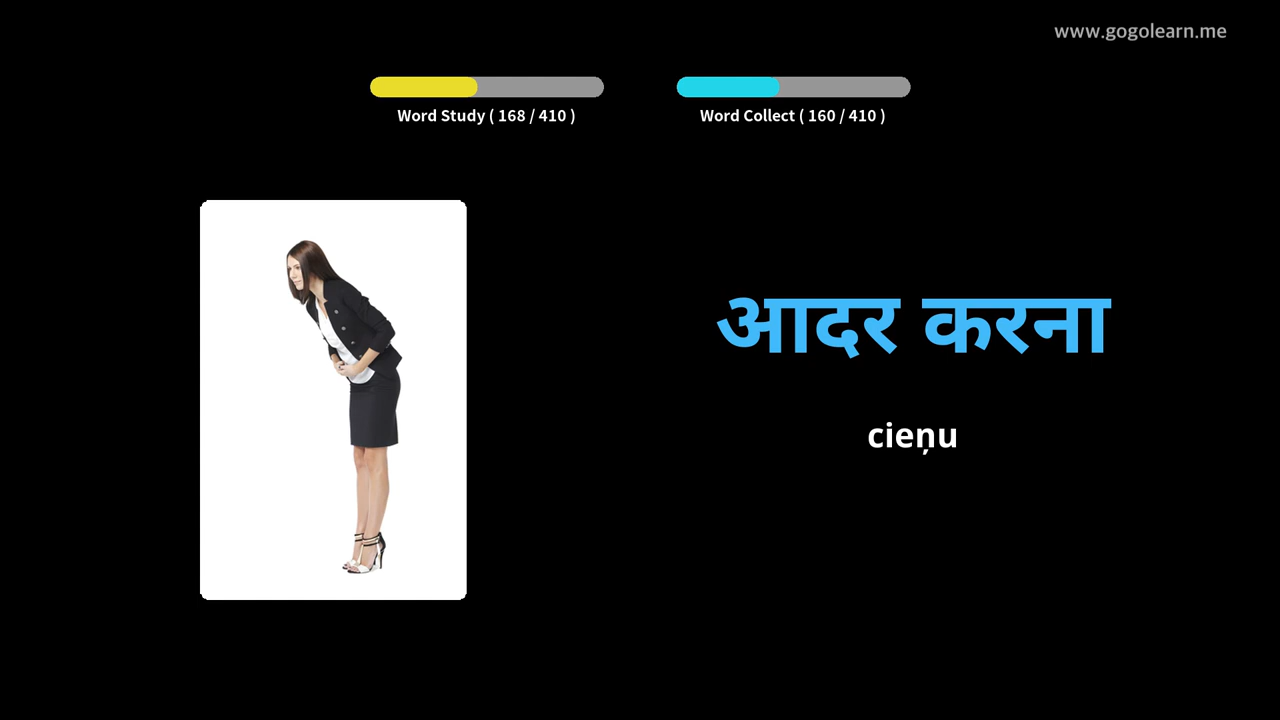 www.gogolearn.me
Word Study ( 168 / 410 )
Word Collect ( 160 / 410 )
आदर करना
cieņu